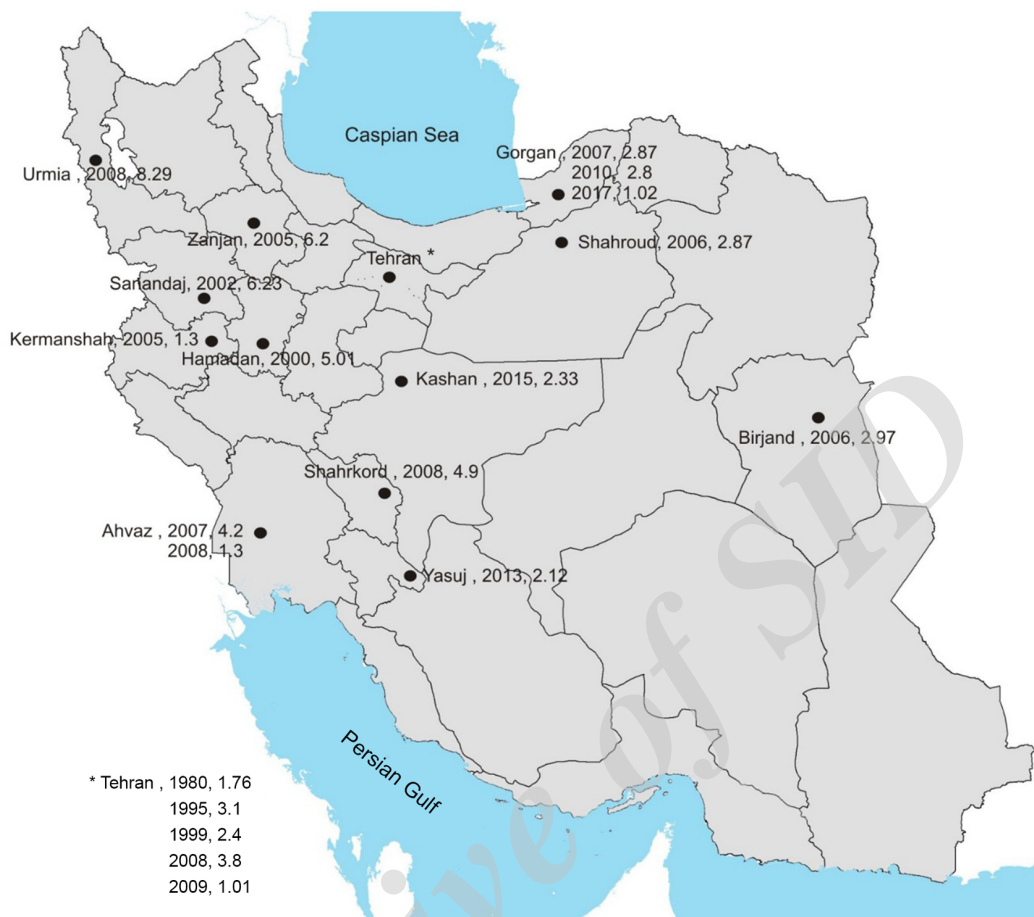 Caspian Sea
Gorgan , 2007, 2.87
2010, 2.8
2017, 1.02
Urmia , 2008, 8.29
Zanjan, 2005, 6.2
Shahroud, 2006, 2.87
Tehran *
Sanandaj, 2002, 6.23
Kermanshah, 2005, 1.3
Hamadan, 2000, 5.01
Kashan , 2015, 2.33
Birjand , 2006, 2.97
Shahrkord , 2008, 4.9
Ahvaz , 2007, 4.2
2008, 1.3
Yasuj , 2013, 2.12
Persian Gulf
* Tehran , 1980, 1.76
1995, 3.1
1999, 2.4
2008, 3.8
2009, 1.01
ive of SID